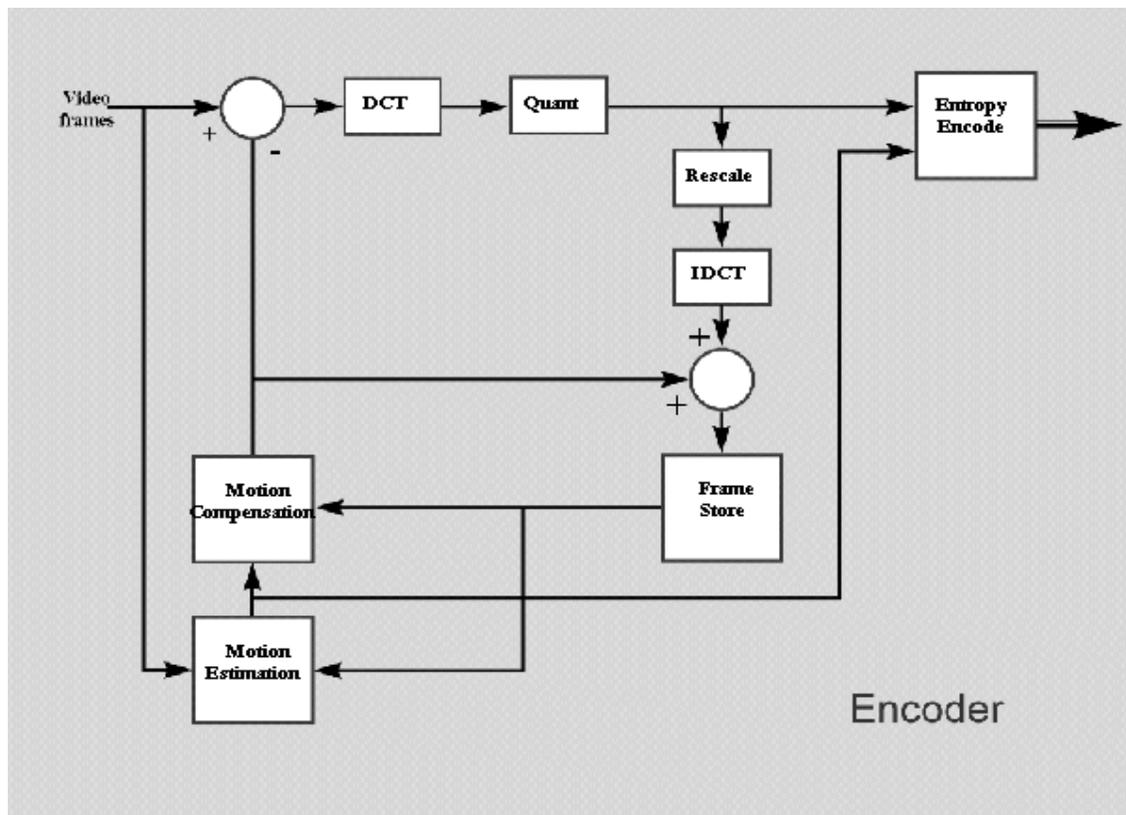 Video
frames
+
-
DCT
Quant
Entropy
Encode
Rescale
IDCT
+
+
Motion
Compensation
Frame
Store
Motion
Estimation
Encoder